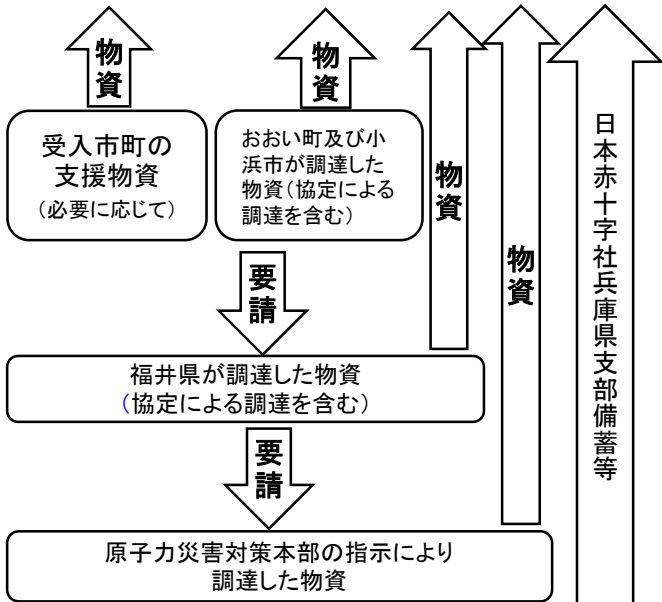 物資
物資
受入市町の
支援物資
(必要に応じて)
おおい町及び小
浜市が調達した
物資(協定による
調達を含む)
物資
物資
日本赤十字社兵庫県支部備蓄等
要請
福井県が調達した物資
(協定による調達を含む)
要請
原子力災害対策本部の指示により
調達した物資